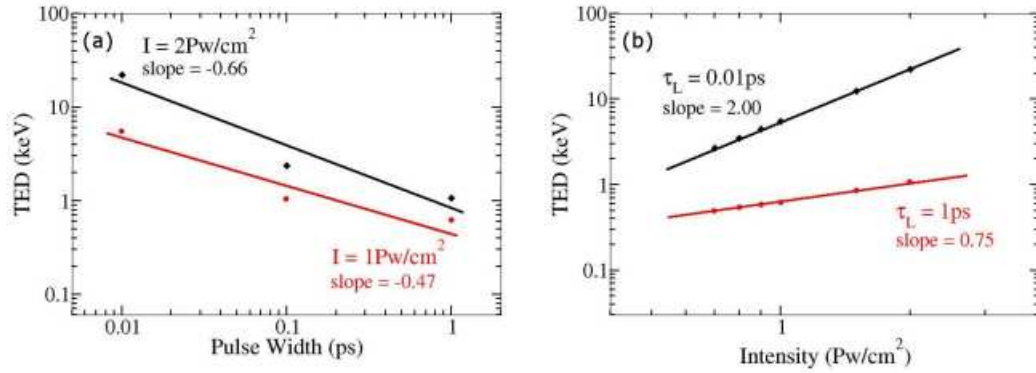 (a)
I = 2Pw/cm²
slope = -0.66
I = 1Pw/cm²
slope = -0.47
100
10
1
0.1
TED (keV)
0.01
0.1
1
Pulse Width (ps)
(b)
τL = 0.01ps
slope = 2.00
τL = 1ps
slope = 0.75
100
10
1
0.1
TED (keV)
1
Intensity (Pw/cm²)